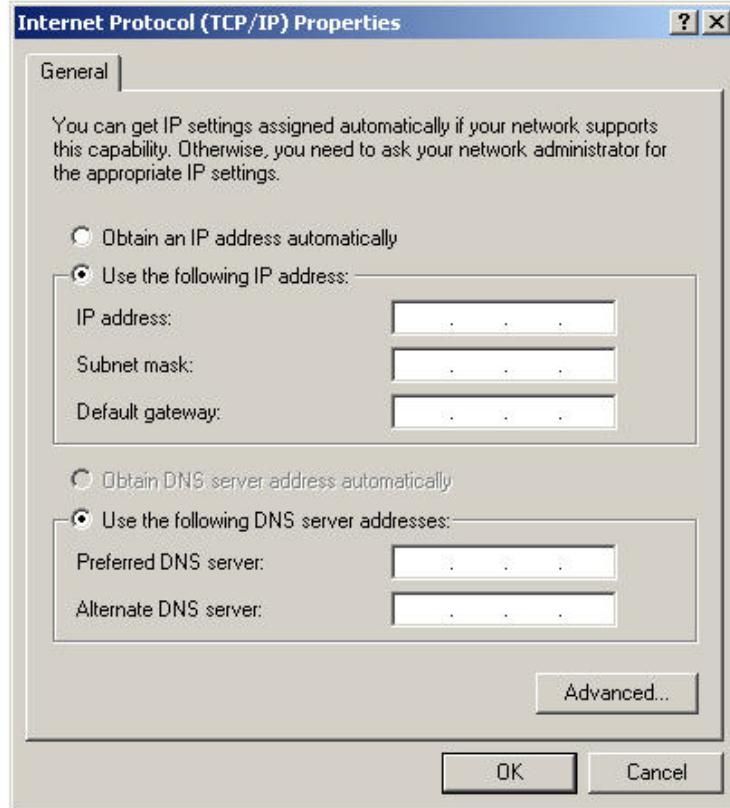 Internet Protocol (TCP/IP) Properties
General
You can get IP settings assigned automatically if your network supports
this capability. Otherwise, you need to ask your network administrator for
the appropriate IP settings.
Obtain an IP address automatically
Use the following IP address:
IP address: . . .
Subnet mask: . . .
Default gateway: . . .
Obtain DNS server address automatically
Use the following DNS server addresses:
Preferred DNS server: . . .
Alternate DNS server: . . .
Advanced...
OK Cancel